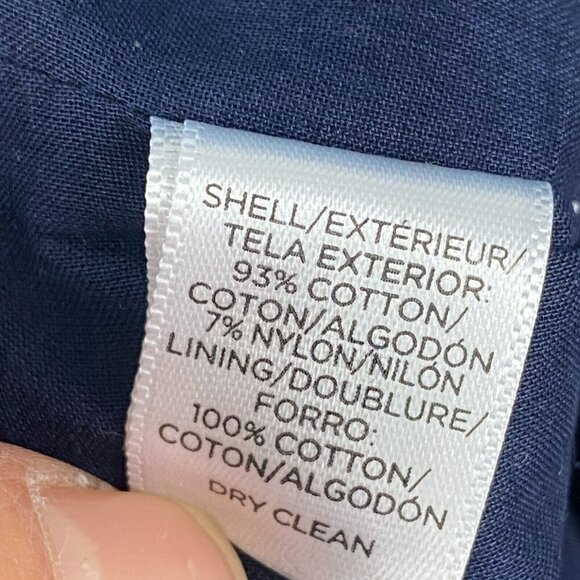 SHELL/EXTÉRIEUR/
TELA EXTERIOR:
93% COTTON/
COTON/ALGODÓN
7% NYLON/NILÓN
LINING/DOUBLURE/
FORRO:
100% COTTON/
COTON/ALGODÓN
DRY CLEAN